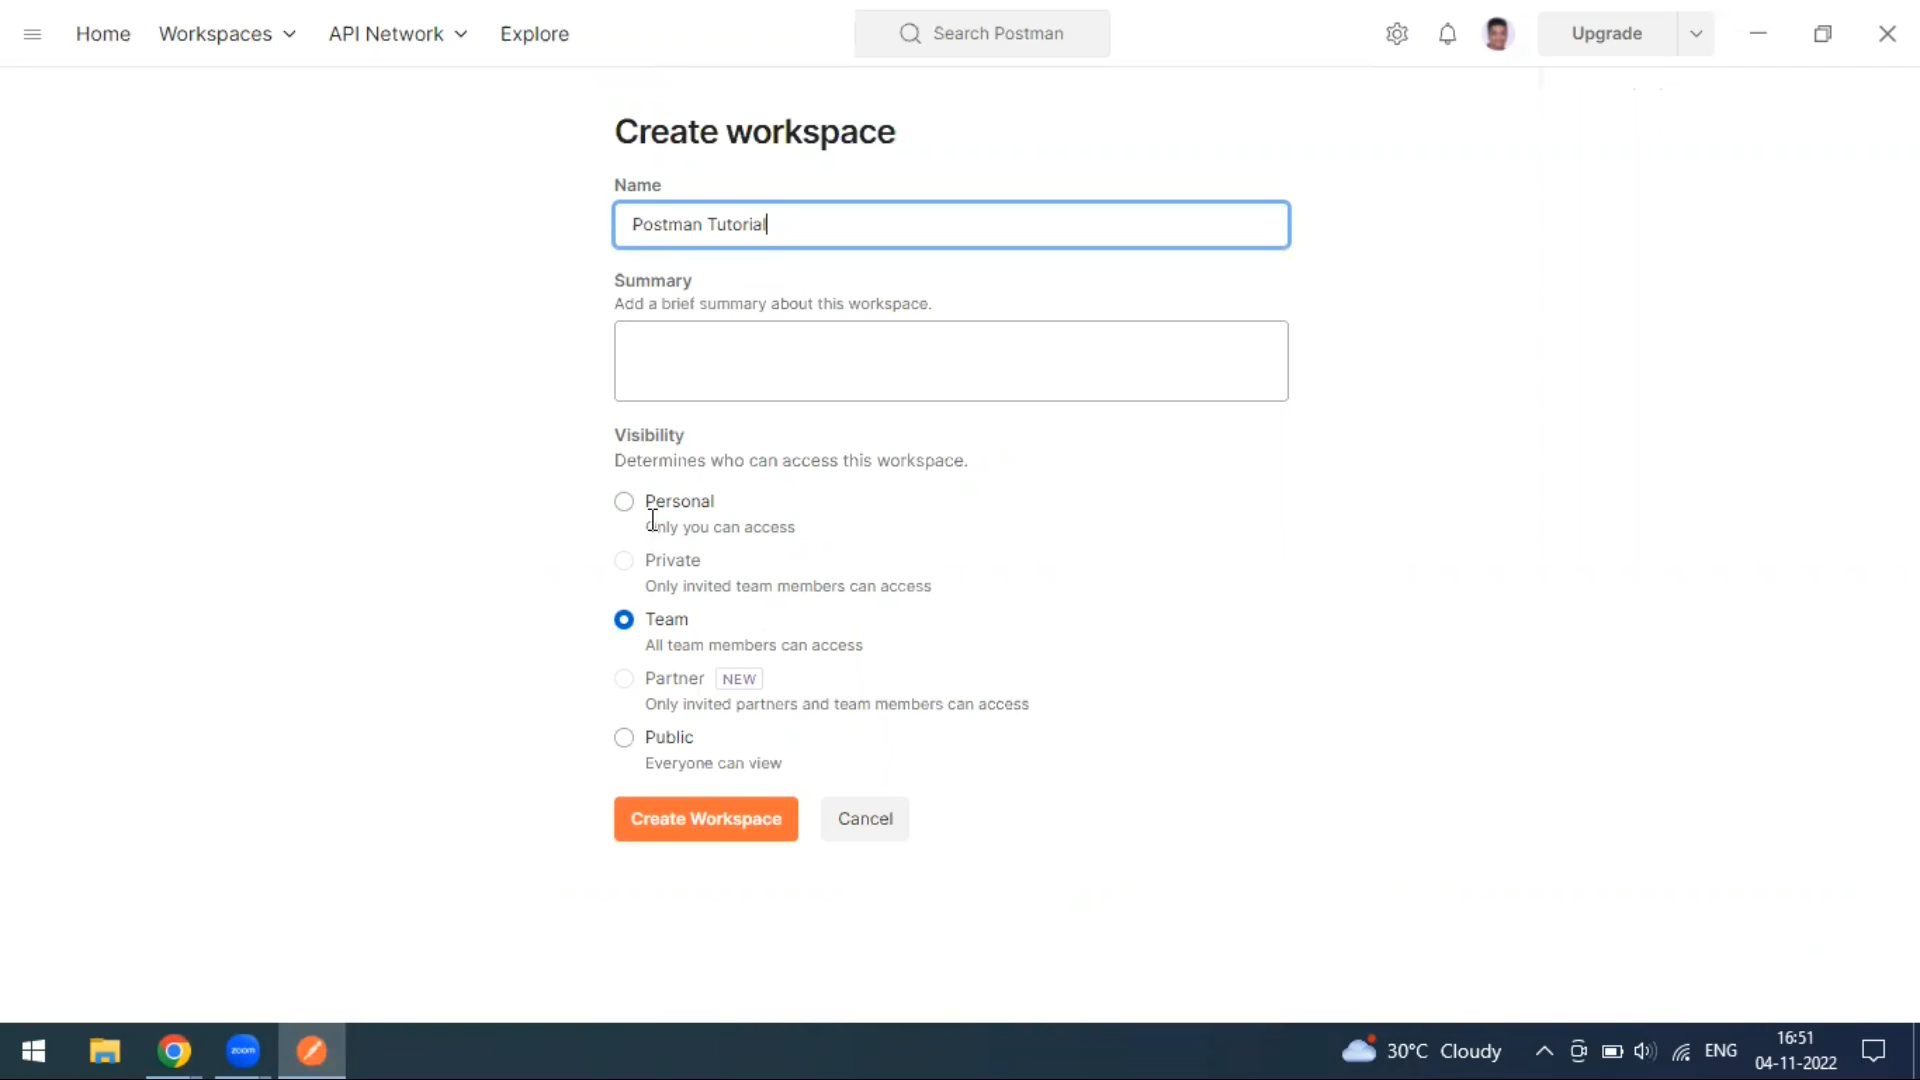 Home Workspaces API Network Explore Search Postman Upgrade
Create workspace
Name
Postman Tutorial
Summary
Add a brief summary about this workspace.
Visibility
Determines who can access this workspace.
Personal
Only you can access
Private
Only invited team members can access
Team
All team members can access
Partner NEW
Only invited partners and team members can access
Public
Everyone can view
Create Workspace Cancel
zoom 30°C Cloudy ENG 16:51
04-11-2022